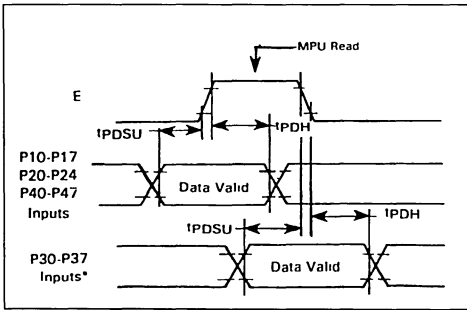 MPU Read
E
tPDSU
tPDH
P10-P17
P20-P24
P40-P47
Inputs
Data Valid
tPDSU
tPDH
P30-P37
Inputs*
Data Valid